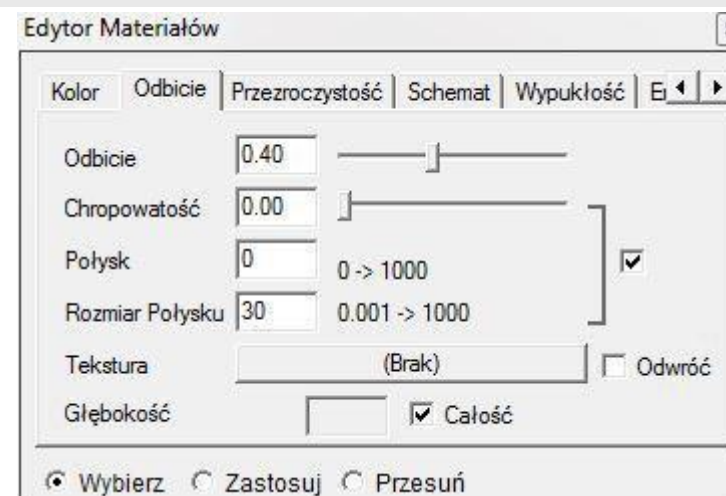 Edytor Materiałów
Kolor Odbicie Przezroczystość Schemat Wypukłość
Odbicie 0.40
Chropowatość 0.00
Połysk 0 0 -> 1000
Rozmiar Połysku 30 0.001 -> 1000
Tekstura (Brak) Odwróć
Głębokość Całość
Wybierz Zastosuj Przesuń